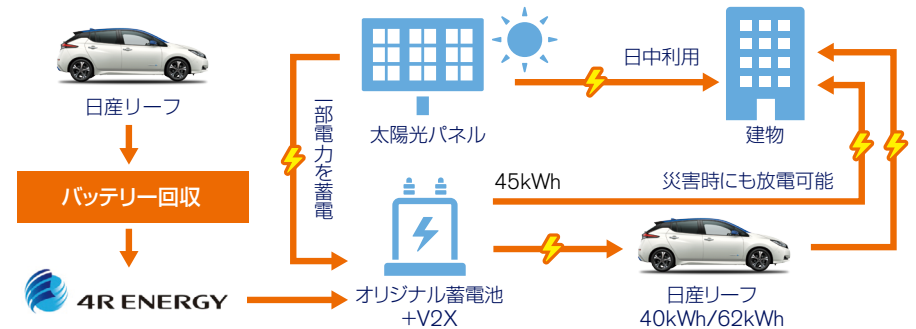 日産リーフ
バッテリー回収
4R ENERGY
一部電力を蓄電
太陽光パネル
日中利用
建物
45kWh
災害時にも放電可能
オリジナル蓄電池
+V2X
日産リーフ
40kWh/62kWh